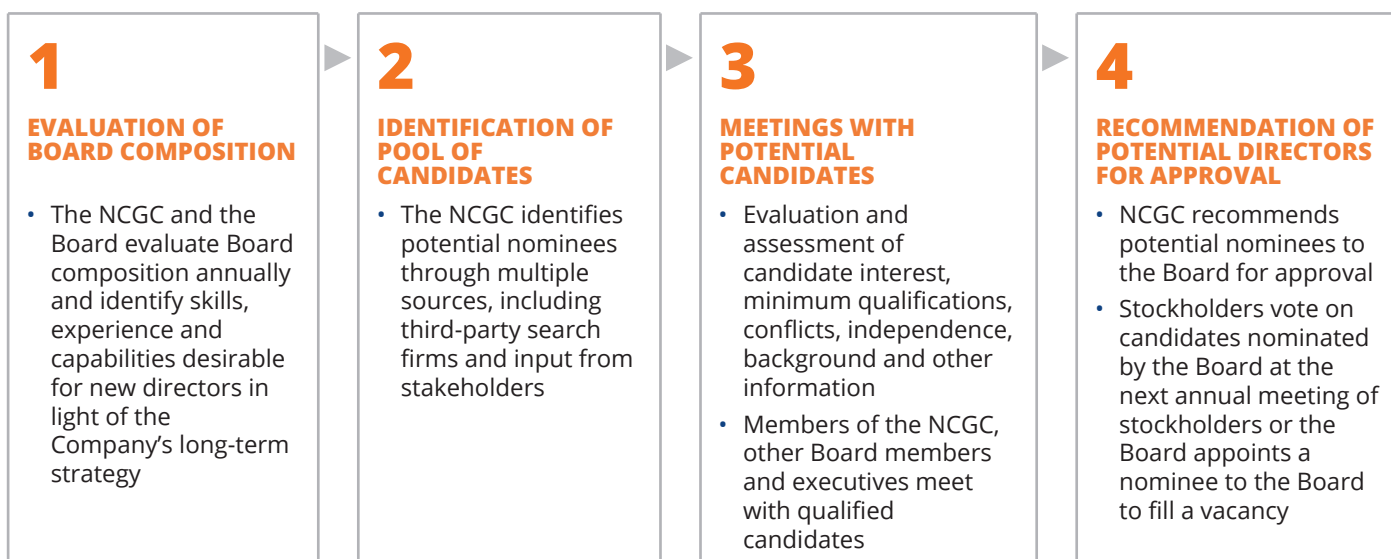 1
EVALUATION OF
BOARD COMPOSITION
• The NCGC and the
Board evaluate Board
composition annually
and identify skills,
experience and
capabilities desirable
for new directors in
light of the
Company’s long-term
strategy
2
IDENTIFICATION OF
POOL OF
CANDIDATES
• The NCGC identifies
potential nominees
through multiple
sources, including
third-party search
firms and input from
stakeholders
3
MEETINGS WITH
POTENTIAL
CANDIDATES
• Evaluation and
assessment of
candidate interest,
minimum qualifications,
conflicts, independence,
background and other
information
• Members of the NCGC,
other Board members
and executives meet
with qualified
candidates
4
RECOMMENDATION OF
POTENTIAL DIRECTORS
FOR APPROVAL
• NCGC recommends
potential nominees to
the Board for approval
• Stockholders vote on
candidates nominated
by the Board at the
next annual meeting of
stockholders or the
Board appoints a
nominee to the Board
to fill a vacancy